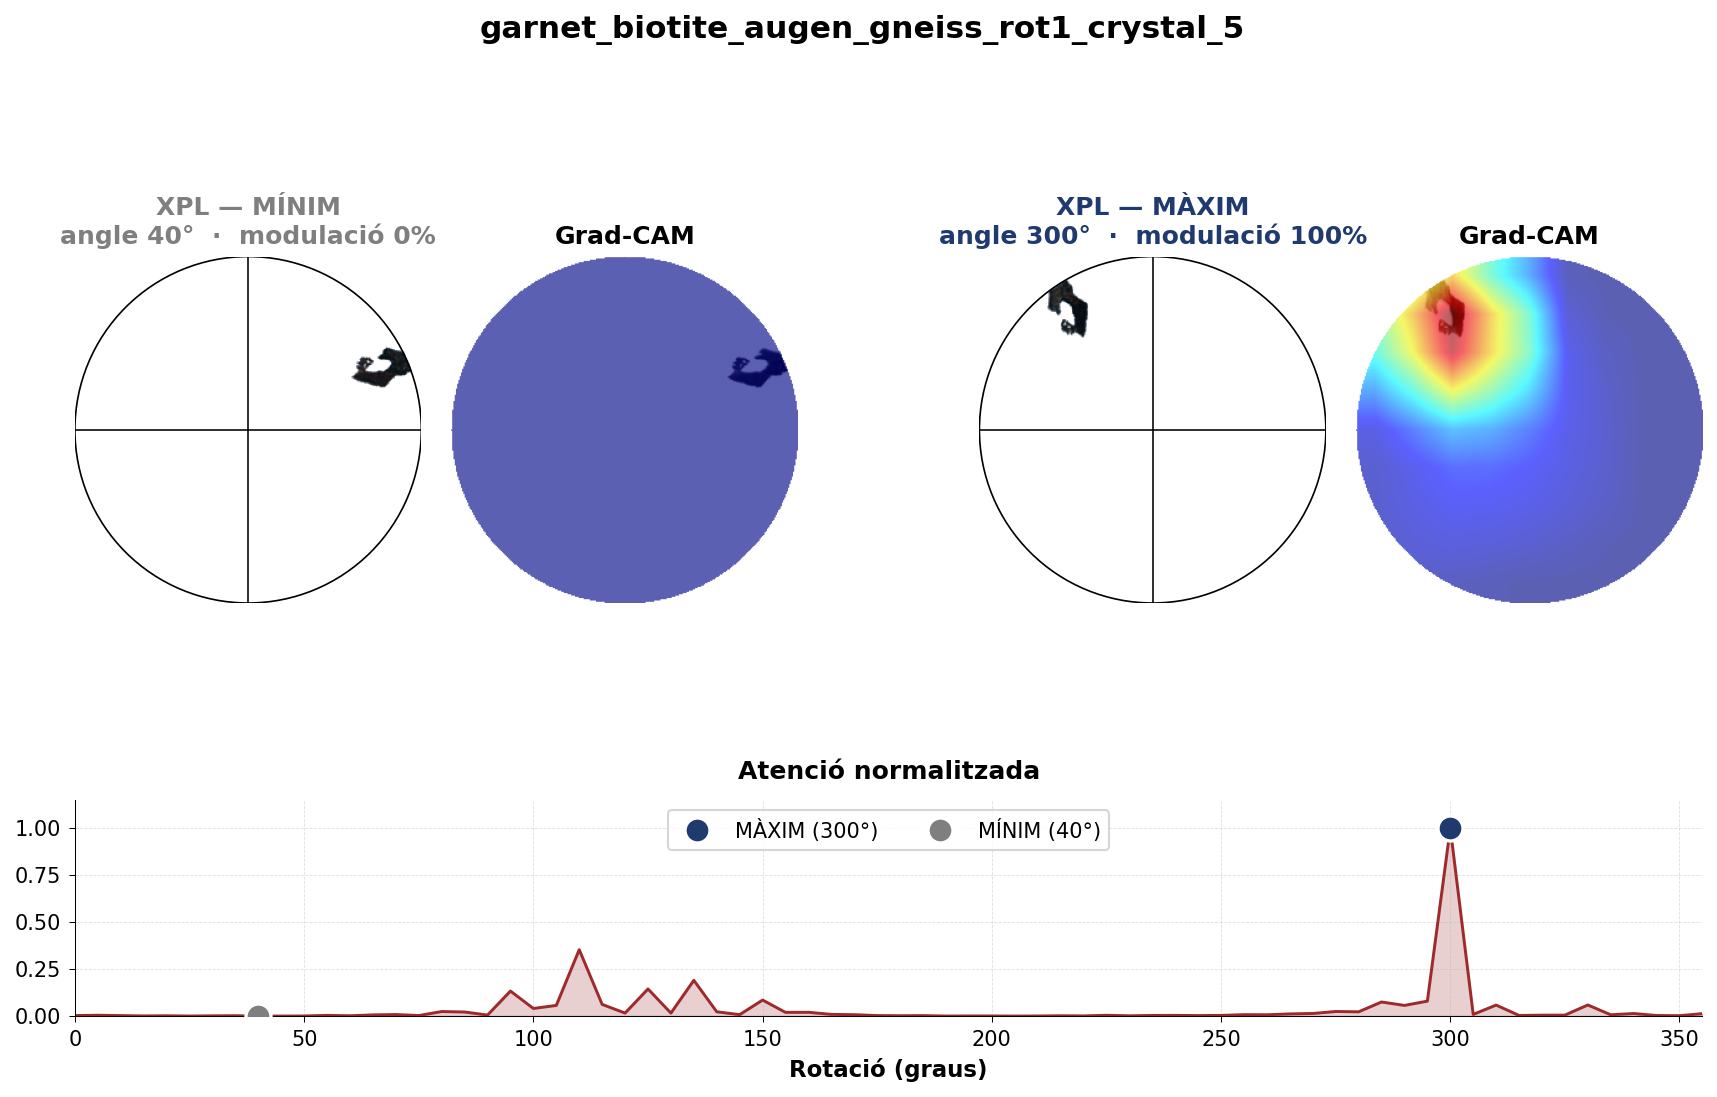 garnet_biotite_augen_gneiss_rot1_crystal_5
XPL — MÍNIM
angle 40° · modulació 0%
Grad-CAM
XPL — MÀXIM
angle 300° · modulació 100%
Grad-CAM
Atenció normalitzada
MÀXIM (300°)
MÍNIM (40°)
1.00
0.75
0.50
0.25
0.00
0 50 100 150 200 250 300 350
Rotació (graus)